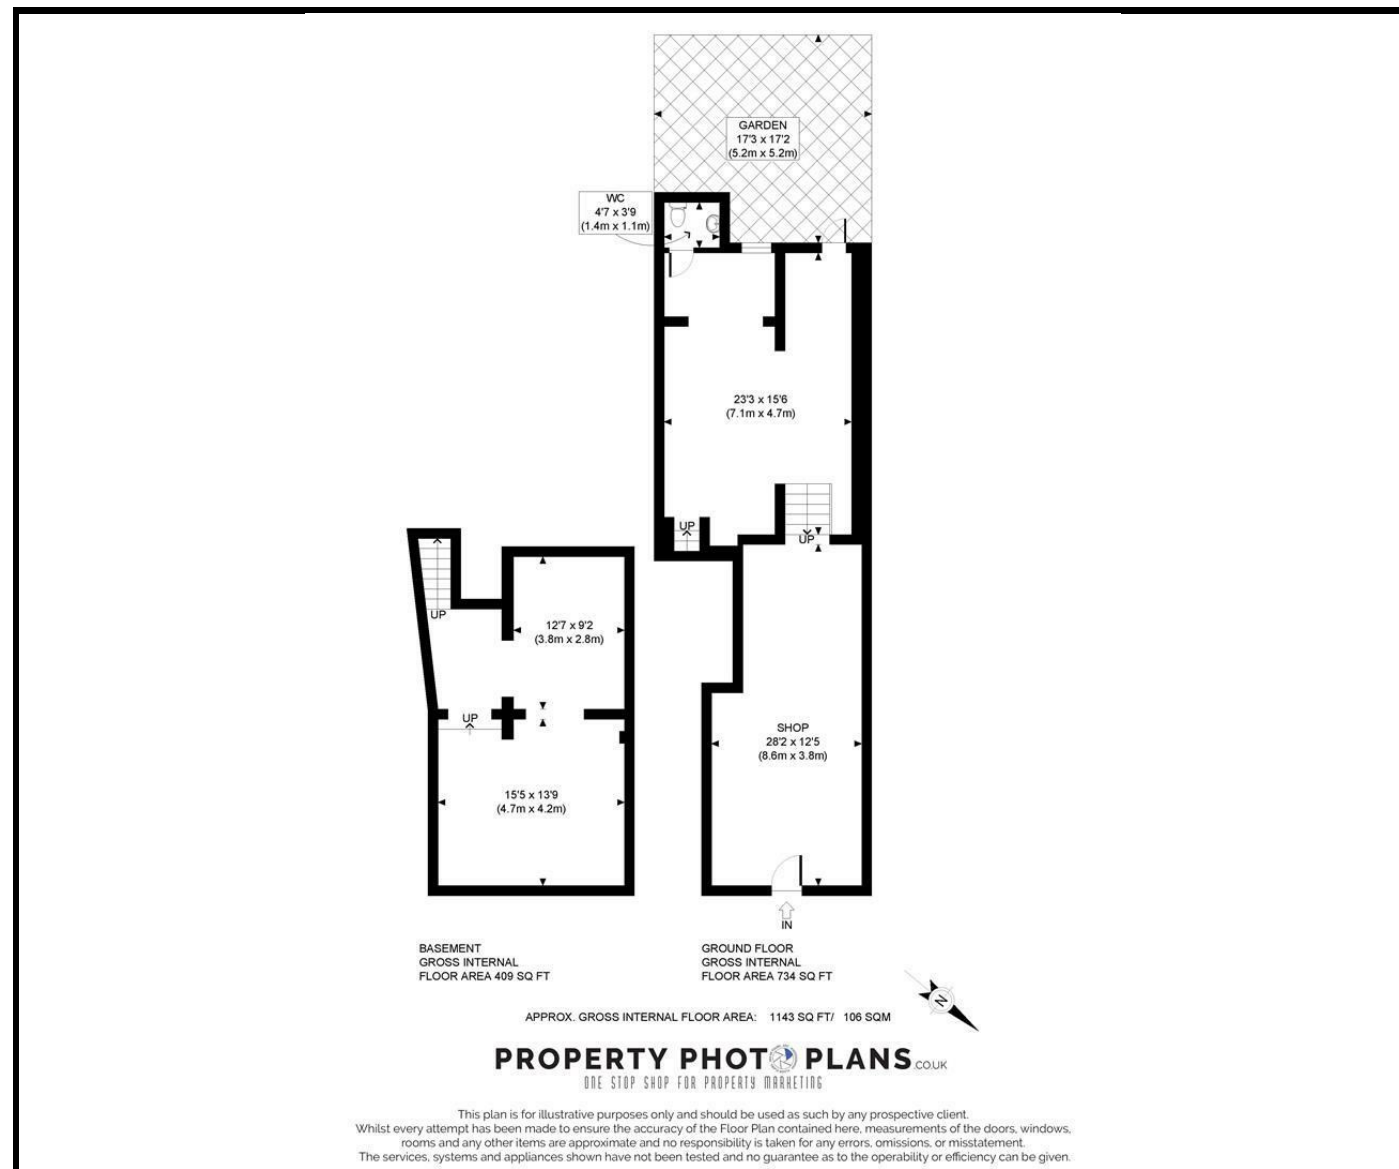 GARDEN
17'3 x 17'2
(5.2m x 5.2m)
WC
4'7 x 3'9
(1.4m x 1.1m)
23'3 x 15'6
(7.1m x 4.7m)
UP
UP
UP
12'7 x 9'2
(3.8m x 2.8m)
UP
SHOP
28'2 x 12'5
(8.6m x 3.8m)
15'5 x 13'9
(4.7m x 4.2m)
IN
BASEMENT
GROSS INTERNAL
FLOOR AREA 409 SQ FT
GROUND FLOOR
GROSS INTERNAL
FLOOR AREA 734 SQ FT
N
APPROX. GROSS INTERNAL FLOOR AREA: 1143 SQ FT/ 106 SQM
PROPERTY PHOTO PLANS.CO.UK
ONE STOP SHOP FOR PROPERTY MARKETING
This plan is for illustrative purposes only and should be used as such by any prospective client.
Whilst every attempt has been made to ensure the accuracy of the Floor Plan contained here, measurements of the doors, windows,
rooms and any other items are approximate and no responsibility is taken for any errors, omissions, or misstatement.
The services, systems and appliances shown have not been tested and no guarantee as to the operability or efficiency can be given.